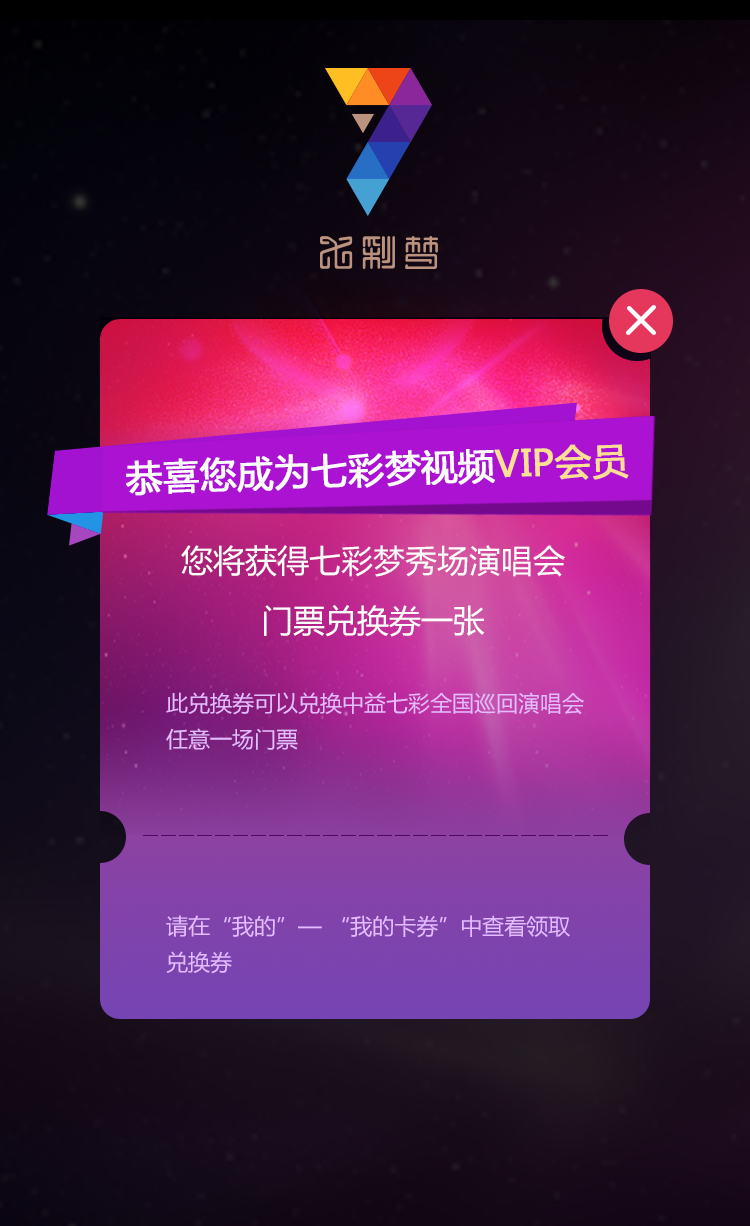 七彩梦
恭喜您成为七彩梦视频VIP会员
您将获得七彩梦秀场演唱会
门票兑换券一张
此兑换券可以兑换中益七彩全国巡回演唱会
任意一场门票
请在“我的”— “我的卡券”中查看领取
兑换券